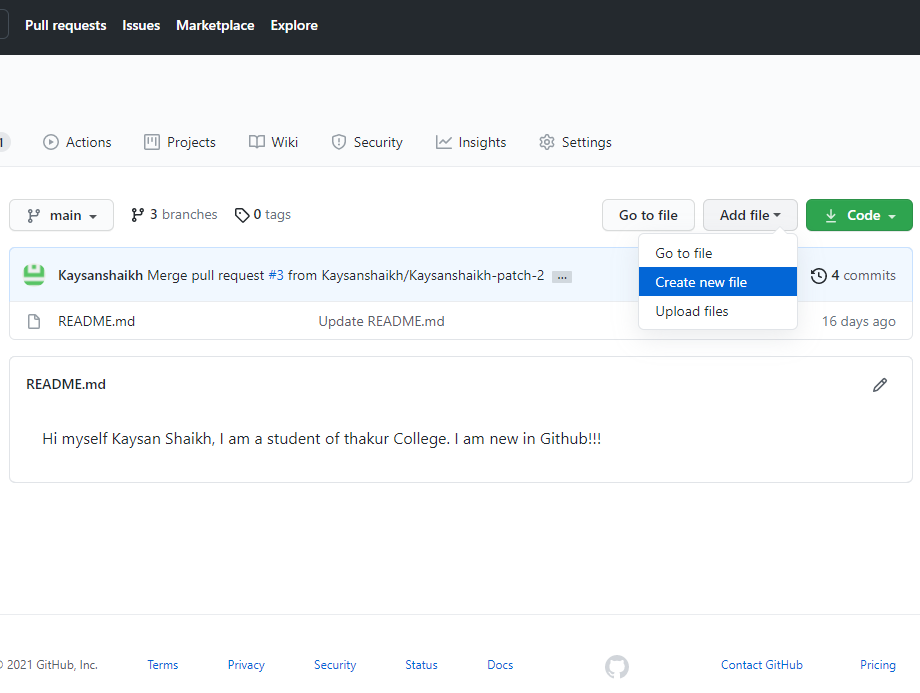 Pull requests Issues Marketplace Explore
1 Actions Projects Wiki Security Insights Settings
main 3 branches 0 tags Go to file Add file Code
Go to file
Create new file
Upload files
Kaysanshaikh Merge pull request #3 from Kaysanshaikh/Kaysanshaikh-patch-2 ... 4 commits
README.md Update README.md 16 days ago
README.md
Hi myself Kaysan Shaikh, I am a student of thakur College. I am new in Github!!!
© 2021 GitHub, Inc. Terms Privacy Security Status Docs Contact GitHub Pricing